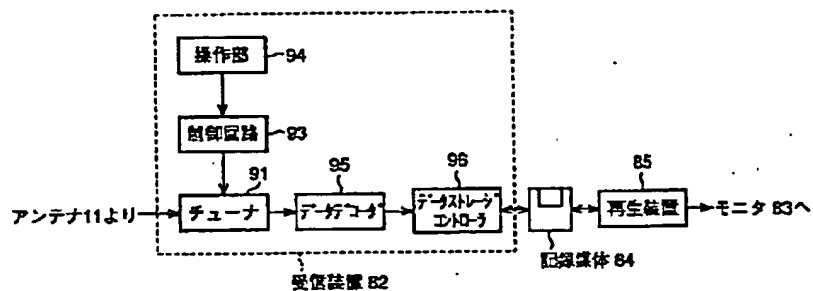 操作部
94
制御回路
93
91
95
96
85
アンテナ11より
チューナ
データデコーダ
データストレージ
コントローラ
再生装置
モニタ 83へ
記録媒体 84
受信装置 82